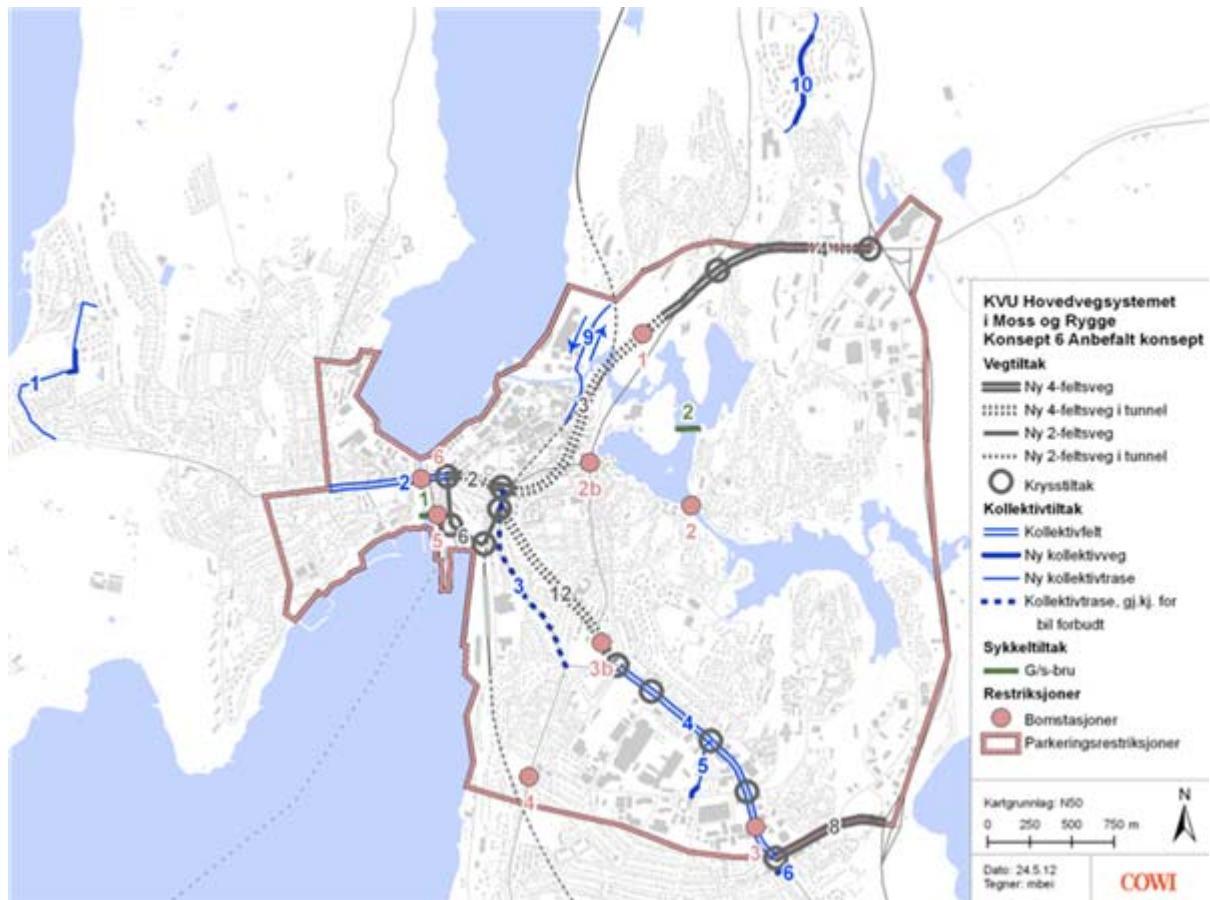 10
4
1
9
1
3
2
6
2
2
2b
1
2
5
6
3
12
3b
4
5
4
3
8
6
KVU Hovedvegsystemet
i Moss og Rygge
Konsept 6 Anbefalt konsept
Vegtiltak
Ny 4-feltsveg
Ny 4-feltsveg i tunnel
Ny 2-feltsveg
Ny 2-feltsveg i tunnel
Krysstiltak
Kollektivtiltak
Kollektivfelt
Ny kollektivveg
Ny kollektivtrase
Kollektivtrase, gj.kj. for
bil forbudt
Sykkeltiltak
G/s-bru
Restriksjoner
Bomstasjoner
Parkeringsrestriksjoner
Kartgrunnlag: N50
N
0 250 500 750 m
Dato: 24.5.12
Tegner: mbei
COWI